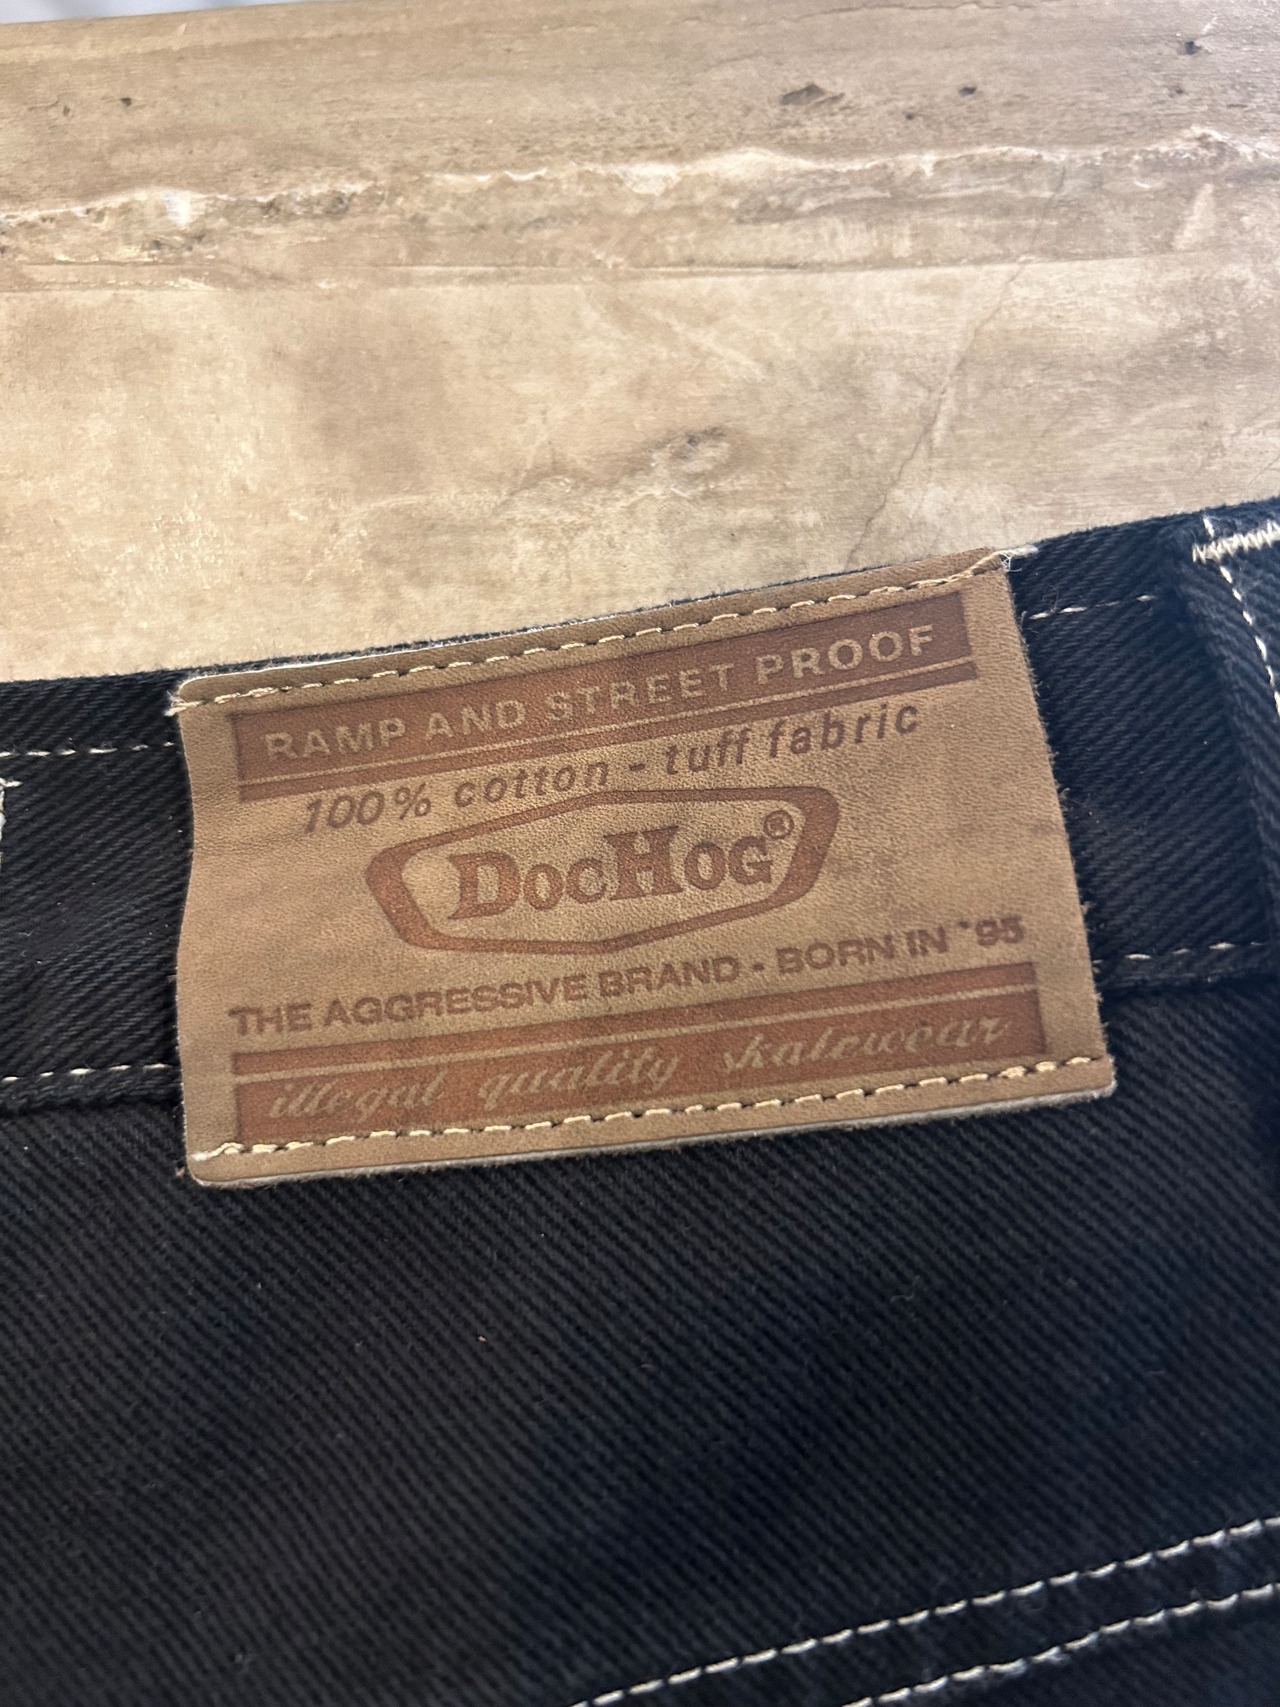 RAMP AND STREET PROOF
100% cotton - tuff fabric
DOCHOG®
THE AGGRESSIVE BRAND - BORN IN `95
illegal quality skatewear